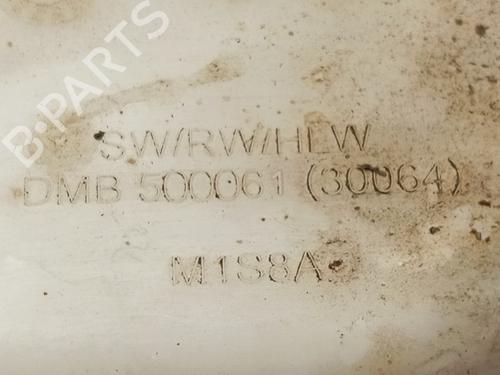 B-PARTS
SW/RW/HLW
DMB 500061 (30064)
M1S8A